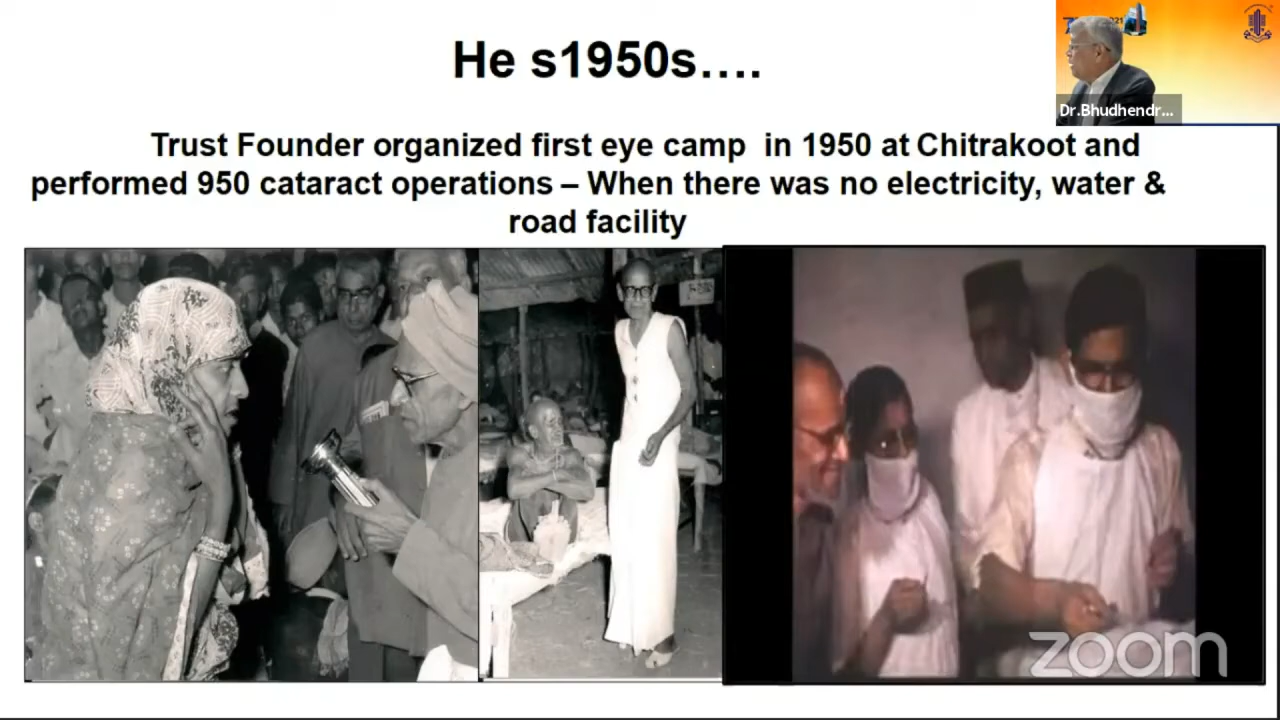 He s1950s....
Dr.Bhudhendr...
Trust Founder organized first eye camp in 1950 at Chitrakoot and
performed 950 cataract operations – When there was no electricity, water &
road facility
zoom